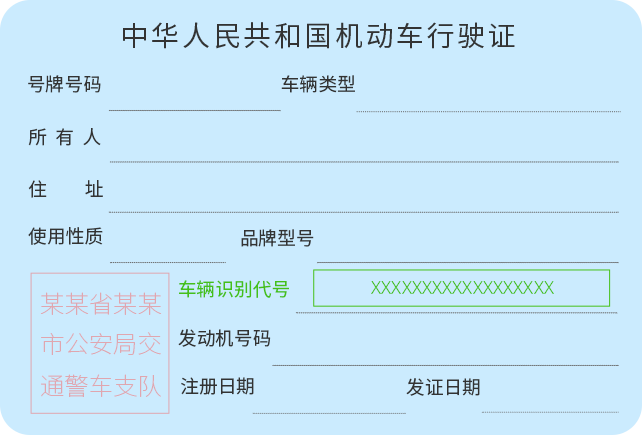 中华人民共和国机动车行驶证
号牌号码 车辆类型
所 有 人
住 址
使用性质 品牌型号
车辆识别代号 XXXXXXXXXXXXXXXXXX
发动机号码
注册日期 发证日期
某某省某某
市公安局交
通警车支队